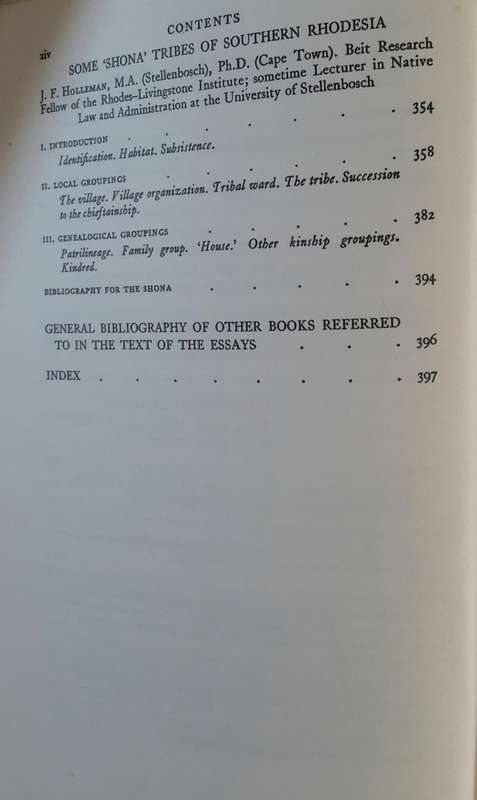 xiv
CONTENTS
SOME 'SHONA' TRIBES OF SOUTHERN RHODESIA
J. F. HOLLEMAN, M.A. (Stellenbosch), Ph.D. (Cape Town). Beit Research
Fellow of the Rhodes–Livingstone Institute; sometime Lecturer in Native
Law and Administration at the University of Stellenbosch
I. INTRODUCTION . . . . . . . 354
Identification. Habitat. Subsistence.
II. LOCAL GROUPINGS . . . . . . 358
The village. Village organization. Tribal ward. The tribe. Succession
to the chieftainship.
III. GENEALOGICAL GROUPINGS . . . . . 382
Patrilineage. Family group. 'House.' Other kinship groupings.
Kindred.
BIBLIOGRAPHY FOR THE SHONA . . . . . 394
GENERAL BIBLIOGRAPHY OF OTHER BOOKS REFERRED
TO IN THE TEXT OF THE ESSAYS . . . 396
INDEX . . . . . . . . 397